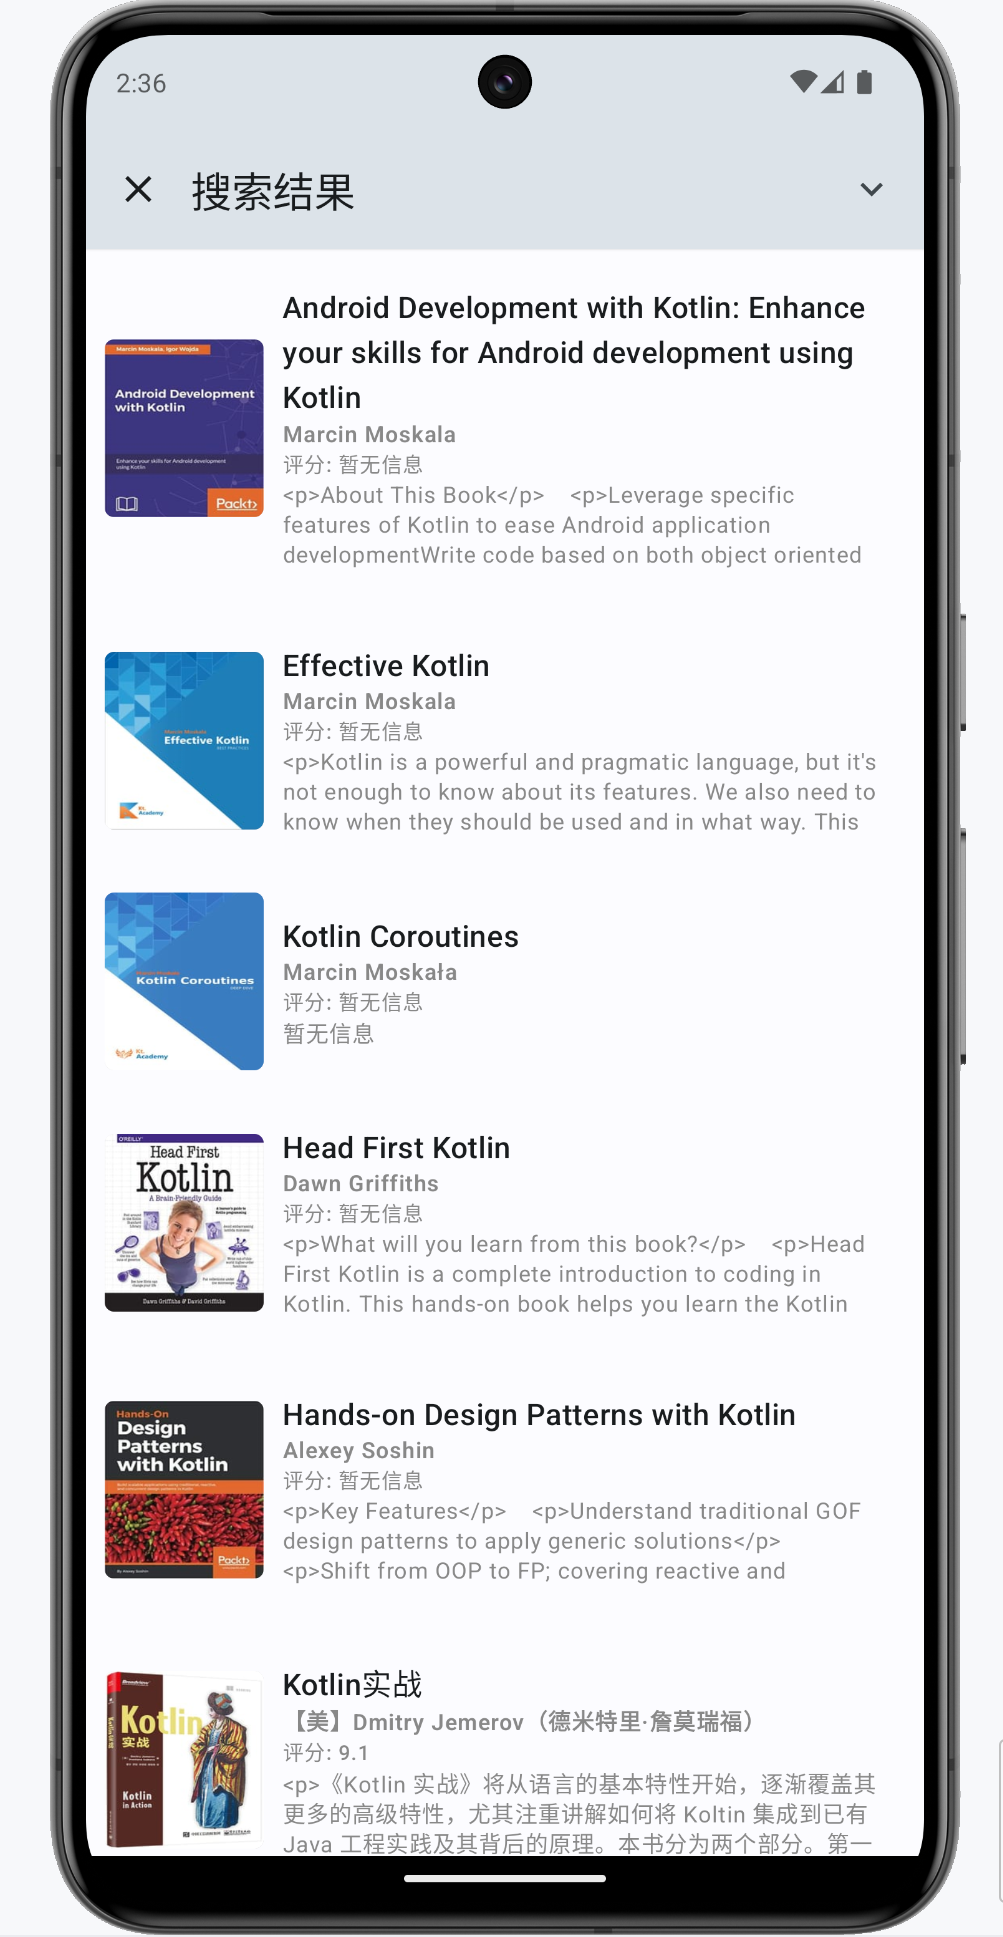 2:36
搜索结果
Marcin Moskala, Igor Wojda
Android Development
with Kotlin
Enhance your skills for Android development
using Kotlin
Packt>
Android Development with Kotlin: Enhance
your skills for Android development using
Kotlin
Marcin Moskala
评分: 暂无信息
<p>About This Book</p>    <p>Leverage specific
features of Kotlin to ease Android application
developmentWrite code based on both object oriented
Marcin Moskala
Effective Kotlin
BEST PRACTICES
Kt.
Academy
Effective Kotlin
Marcin Moskala
评分: 暂无信息
<p>Kotlin is a powerful and pragmatic language, but it's
not enough to know about its features. We also need to
know when they should be used and in what way. This
Kotlin Coroutines
DEEP DIVE
Kt.
Academy
Kotlin Coroutines
Marcin Moskała
评分: 暂无信息
暂无信息
O'REILLY
Head First
Kotlin
A Brain-Friendly Guide
Dawn Griffiths & David Griffiths
Head First Kotlin
Dawn Griffiths
评分: 暂无信息
<p>What will you learn from this book?</p>    <p>Head
First Kotlin is a complete introduction to coding in
Kotlin. This hands-on book helps you learn the Kotlin
Hands-On
Design
Patterns
with Kotlin
Packt>
By Alexey Soshin
Hands-on Design Patterns with Kotlin
Alexey Soshin
评分: 暂无信息
<p>Key Features</p>    <p>Understand traditional GOF
design patterns to apply generic solutions</p>
<p>Shift from OOP to FP; covering reactive and
Kotlin
实战
Kotlin
in Action
Kotlin实战
【美】Dmitry Jemerov（德米特里·詹莫瑞福）
评分: 9.1
<p>《Kotlin 实战》将从语言的基本特性开始，逐渐覆盖其
更多的高级特性，尤其注重讲解如何将 Koltin 集成到已有
Java 工程实践及其背后的原理。本书分为两个部分。第一